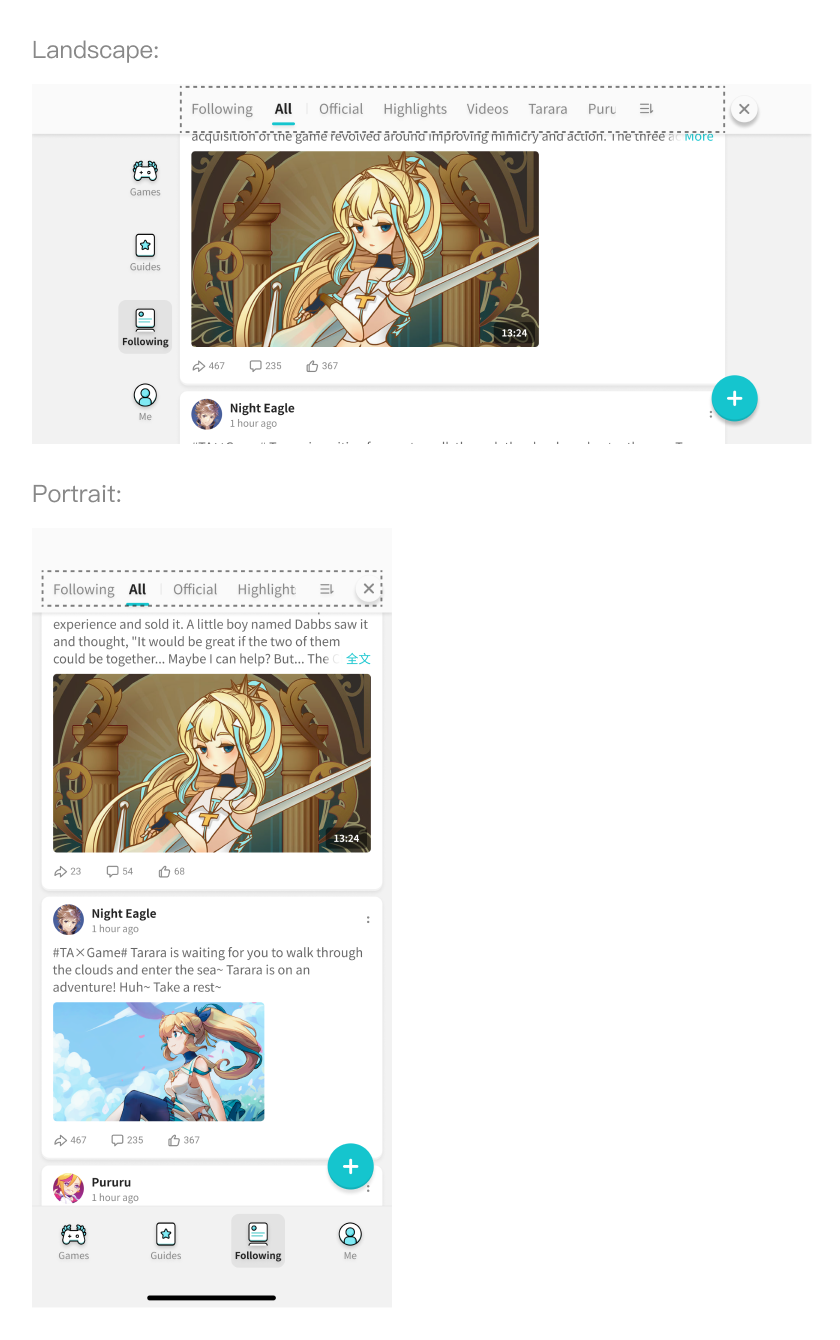 Landscape:
Following All Official Highlights Videos Tarara Puru
acquisition of the game revolved around improving mimicry and action. The three More
Games
Guides
Following
Me
13:24
467 235 367
Night Eagle
1 hour ago
Portrait:
Following All Official Highlight
experience and sold it. A little boy named Dabbs saw it
and thought, "It would be great if the two of them
could be together... Maybe I can help? But... The 全文
13:24
23 54 68
Night Eagle
1 hour ago
#TA×Game# Tarara is waiting for you to walk through
the clouds and enter the sea~ Tarara is on an
adventure! Huh~ Take a rest~
467 235 367
Pururu
1 hour ago
Games Guides Following Me